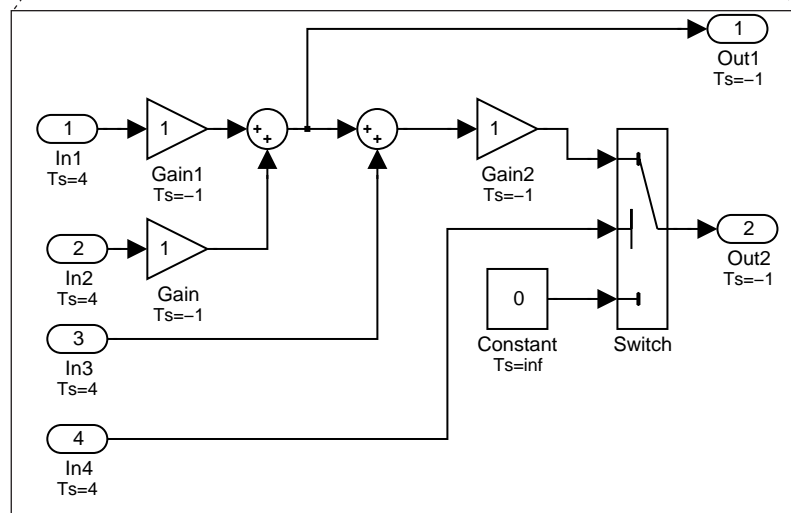 1
Out1
Ts=−1
1
In1
Ts=4
1
Gain1
Ts=−1
+
+
+
+
1
Gain2
Ts=−1
2
In2
Ts=4
1
Gain
Ts=−1
2
Out2
Ts=−1
3
In3
Ts=4
0
Constant
Ts=inf
Switch
4
In4
Ts=4